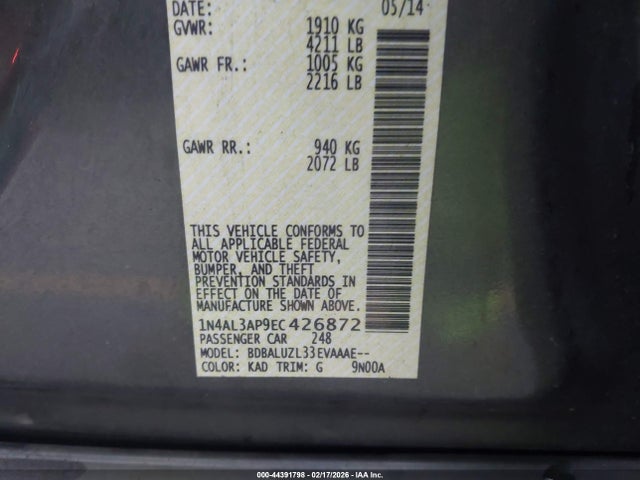 DATE: 05/14
GVWR: 1910 KG
4211 LB
GAWR FR.: 1005 KG
2216 LB
GAWR RR.: 940 KG
2072 LB
THIS VEHICLE CONFORMS TO
ALL APPLICABLE FEDERAL
MOTOR VEHICLE SAFETY,
BUMPER, AND THEFT
PREVENTION STANDARDS IN
EFFECT ON THE DATE OF
MANUFACTURE SHOWN ABOVE.
1N4AL3AP9EC426872
PASSENGER CAR 248
MODEL: BDBALUZL33EVAAAE--
COLOR: KAD TRIM: G 9N00A
000-44391798 - 02/17/2026 - IAA Inc.